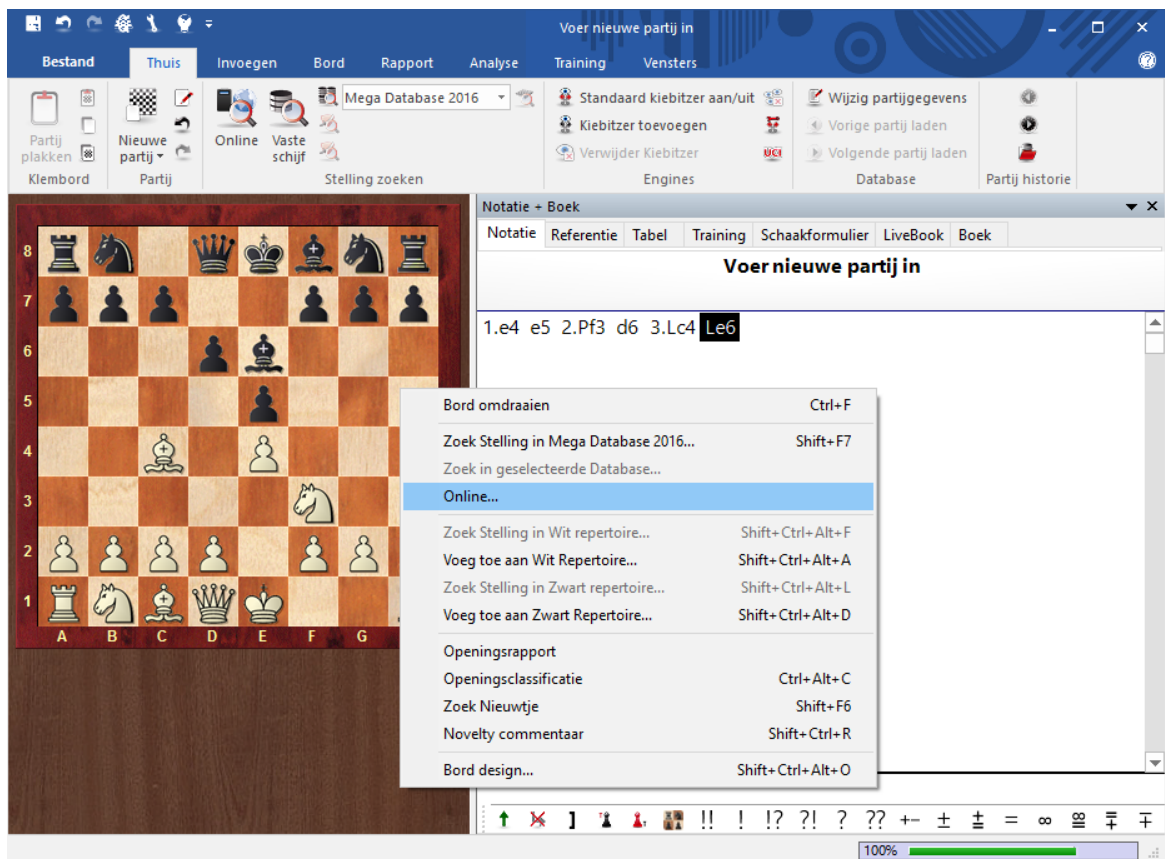 Voer nieuwe partij in
Bestand Thuis Invoegen Bord Rapport Analyse Training Vensters
Partij plakken
Klembord
Nieuwe partij
Partij
Online
Vaste schijf
Mega Database 2016
Stelling zoeken
Standaard kiebitzer aan/uit
Kiebitzer toevoegen
Verwijder Kiebitzer
UCI
Engines
Wijzig partijgegevens
Vorige partij laden
Volgende partij laden
Database
Partij historie
Notatie + Boek
Notatie Referentie Tabel Training Schaakformulier LiveBook Boek
Voer nieuwe partij in
1.e4 e5 2.Pf3 d6 3.Lc4 Le6
8
7
6
5
4
3
2
1
A B C D E F G
Bord omdraaien Ctrl+F
Zoek Stelling in Mega Database 2016... Shift+F7
Zoek in geselecteerde Database...
Online...
Zoek Stelling in Wit repertoire... Shift+Ctrl+Alt+F
Voeg toe aan Wit Repertoire... Shift+Ctrl+Alt+A
Zoek Stelling in Zwart repertoire... Shift+Ctrl+Alt+L
Voeg toe aan Zwart Repertoire... Shift+Ctrl+Alt+D
Openingsrapport
Openingsclassificatie Ctrl+Alt+C
Zoek Nieuwtje Shift+F6
Novelty commentaar Shift+Ctrl+R
Bord design... Shift+Ctrl+Alt+O
] !! ! !? ?! ? ?? +− ± ⩲ = ∞ ⯹ ⩱ ∓
100%